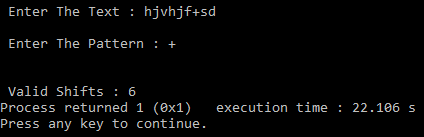 Enter The Text : hjvhjf+sd
Enter The Pattern : +
Valid Shifts : 6
Process returned 1 (0x1)   execution time : 22.106 s
Press any key to continue.